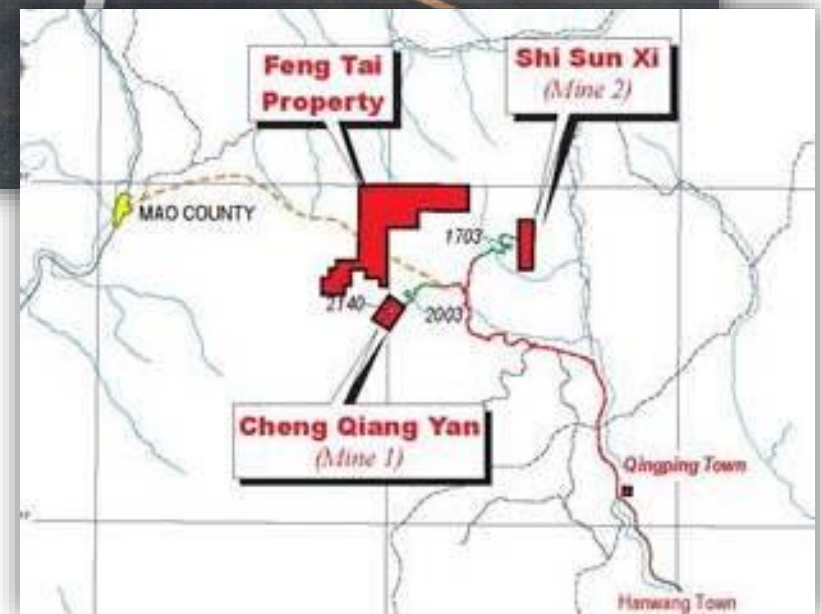 Feng Tai
Property
Shi Sun Xi
(Mine 2)
MAO COUNTY
1703
2140
2003
Cheng Qiang Yan
(Mine 1)
Qingping Town
Hanwang Town